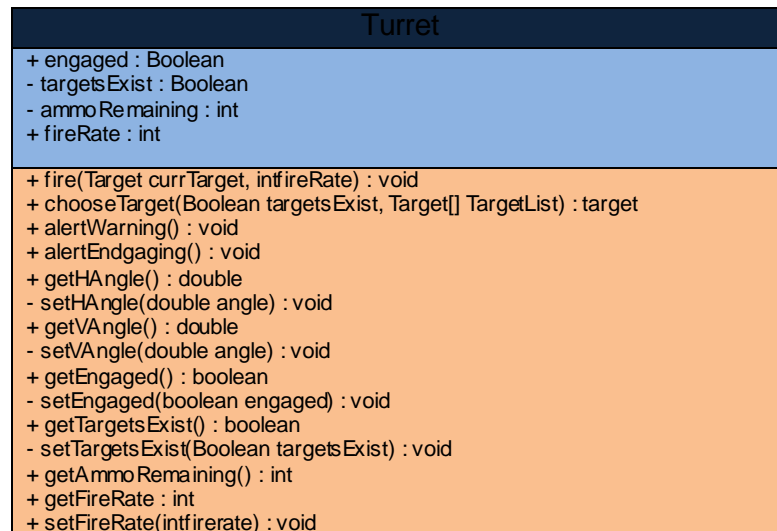 Turret
+ engaged : Boolean
- targetsExist : Boolean
- ammoRemaining : int
+ fireRate : int
+ fire(Target currTarget, intfireRate) : void
+ chooseTarget(Boolean targetsExist, Target[] TargetList) : target
+ alertWarning() : void
+ alertEndgaging() : void
+ getHAngle() : double
- setHAngle(double angle) : void
+ getVAngle() : double
- setVAngle(double angle) : void
+ getEngaged() : boolean
- setEngaged(boolean engaged) : void
+ getTargetsExist() : boolean
- setTargetsExist(Boolean targetsExist) : void
+ getAmmoRemaining() : int
+ getFireRate : int
+ setFireRate(intfirerate) : void